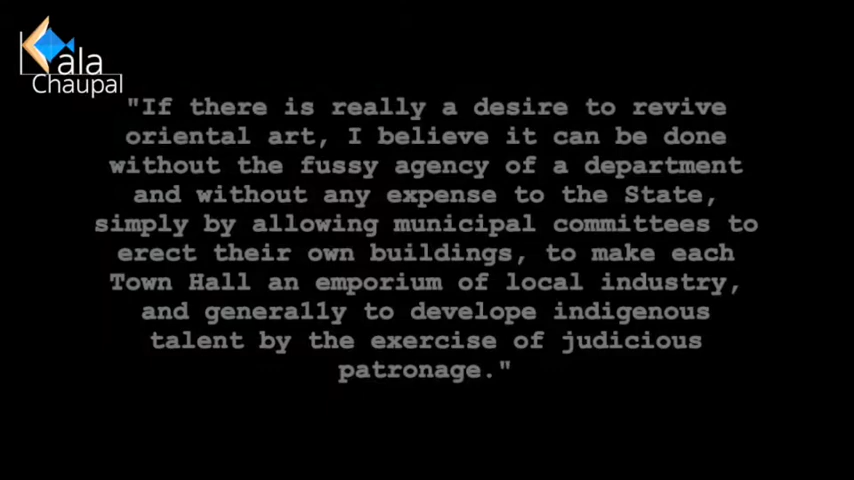 Kala
Chaupal
"If there is really a desire to revive
oriental art, I believe it can be done
without the fussy agency of a department
and without any expense to the State,
simply by allowing municipal committees to
erect their own buildings, to make each
Town Hall an emporium of local industry,
and genera11y to develope indigenous
talent by the exercise of judicious
patronage."